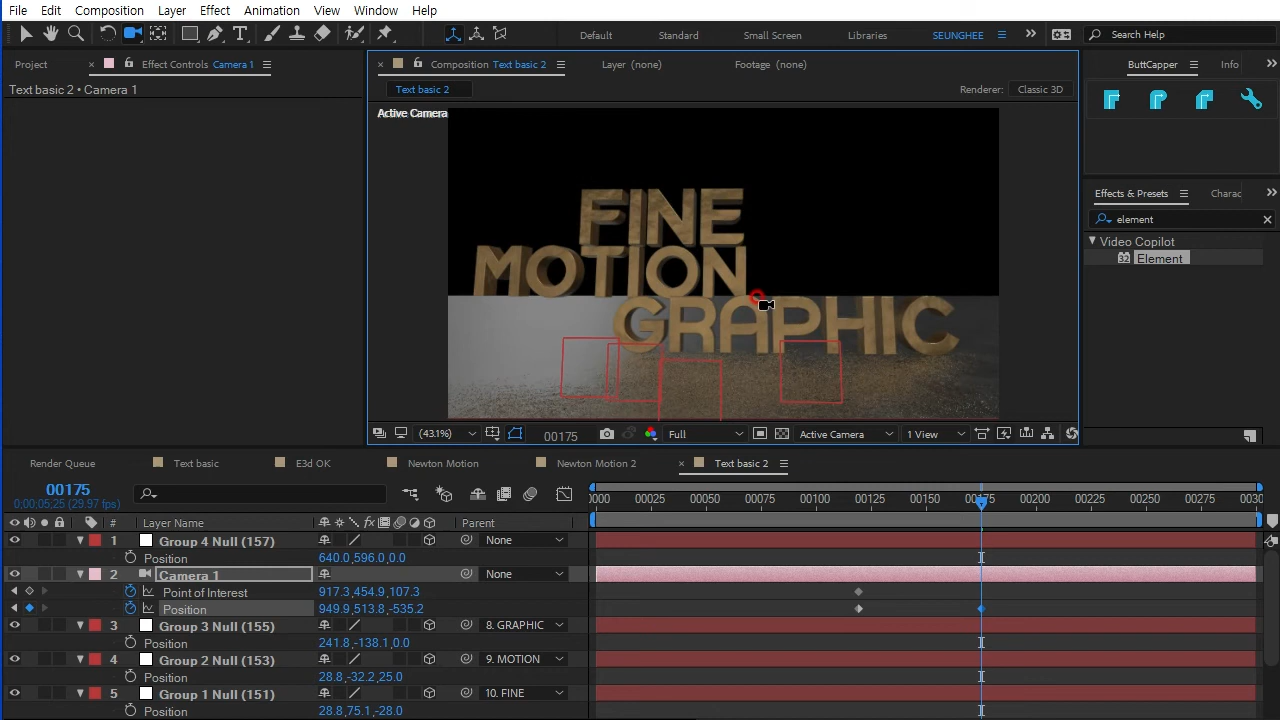 File Edit Composition Layer Effect Animation View Window Help
Default Standard Small Screen Libraries SEUNGHEE Search Help
Project Effect Controls Camera 1 Composition Text basic 2 Layer (none) Footage (none) ButtCapper Info
Text basic 2 • Camera 1 Text basic 2 Renderer: Classic 3D
Active Camera
Effects & Presets Charac
element
Video Copilot
32 Element
FINE
MOTION
GRAPHIC
(43.1%) 00175 Full Active Camera 1 View
Render Queue Text basic E3d OK Newton Motion Newton Motion 2 Text basic 2
00175
0;00;05;25 (29.97 fps)
0000 00025 00050 00075 00100 00125 00150 00175 00200 00225 00250 00275 0030
# Layer Name Parent
1 Group 4 Null (157) None
Position 640.0,596.0,0.0
2 Camera 1 None
Point of Interest 917.3,454.9,107.3
Position 949.9,513.8,-535.2
3 Group 3 Null (155) 8. GRAPHIC
Position 241.8,-138.1,0.0
4 Group 2 Null (153) 9. MOTION
Position 28.8,-32.2,25.0
5 Group 1 Null (151) 10. FINE
Position 28.8,75.1,-28.0